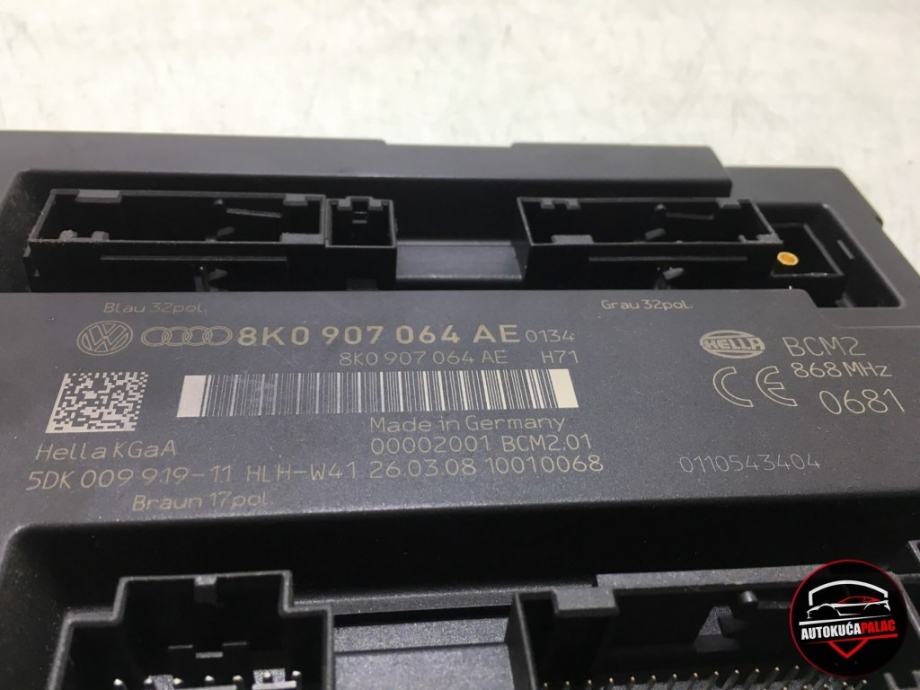 Blau 32pol.
Grau 32pol.
8K0 907 064 AE 0134
8K0 907 064 AE H71
HELLA
BCM2
868 MHz
CE 0681
Made in Germany
Hella KGaA
00002001 BCM2.01
5DK 009 919-11 HLH-W41 26.03.08 10010068
0110543404
Braun 17pol.
AUTOKUĆA PALAC